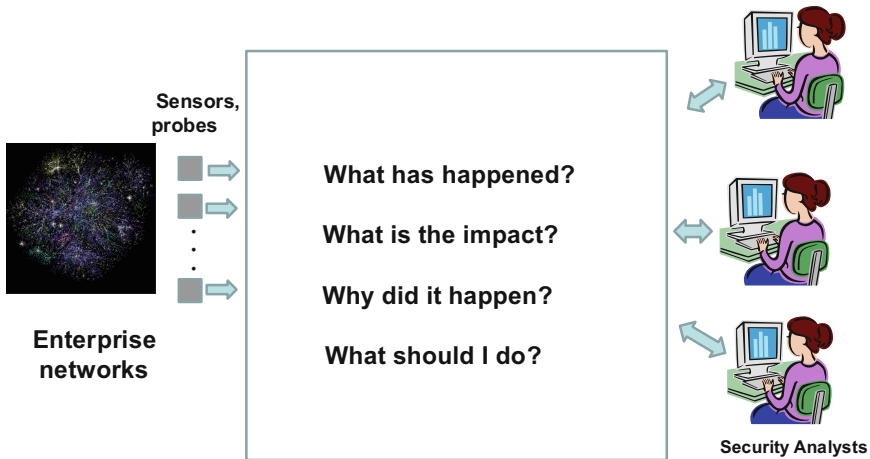 Sensors,
probes
What has happened?
What is the impact?
Why did it happen?
What should I do?
Enterprise
networks
Security Analysts